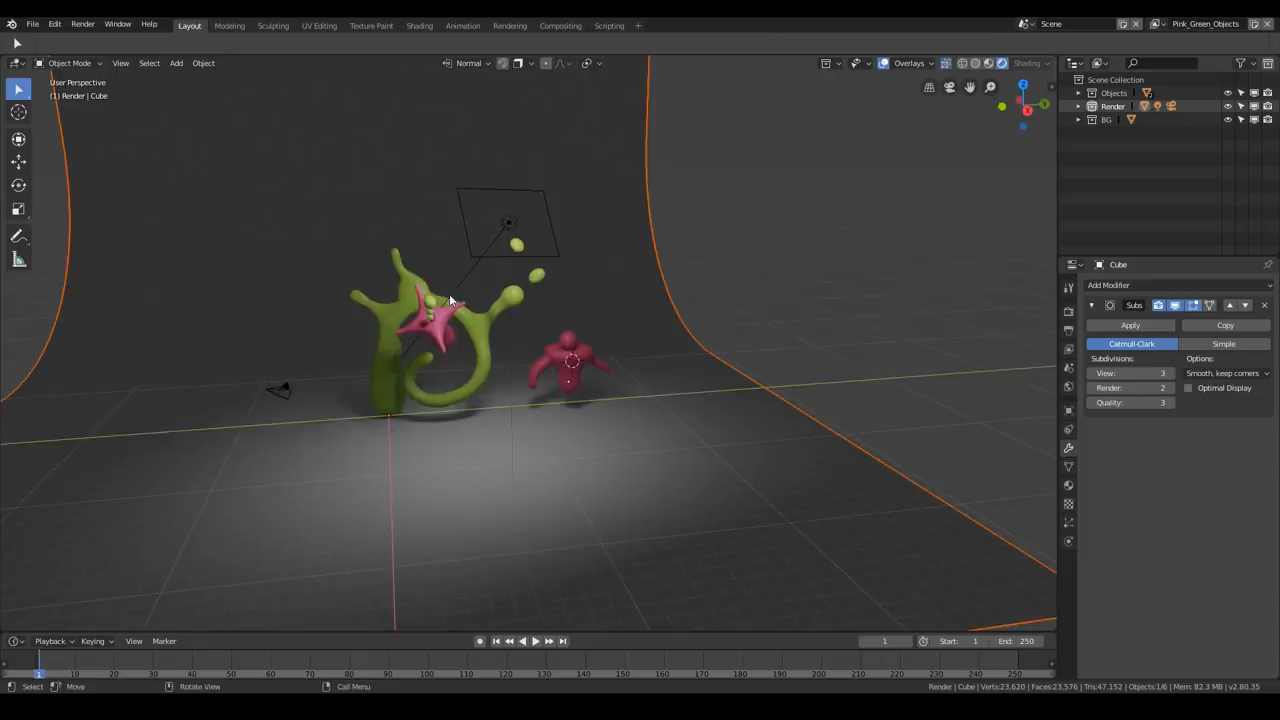 File Edit Render Window Help Layout Modeling Sculpting UV Editing Texture Paint Shading Animation Rendering Compositing Scripting + Scene Pink_Green_Objects
Object Mode View Select Add Object Normal Overlays Shading
User Perspective
(1) Render | Cube
Z
Y
X
Scene Collection
Objects
Render
BG
Cube
Add Modifier
Subs
Apply Copy
Catmull-Clark Simple
Subdivisions: Options:
View: 3 Smooth, keep corners
Render: 2 Optimal Display
Quality: 3
Playback Keying View Marker 1 Start: 1 End: 250
1 10 20 30 40 50 60 70 80 90 100 110 120 130 140 150 160 170 180 190 200 210 220 230 240 250
Select Move Rotate View Call Menu Render | Cube | Verts:23,620 | Faces:23,576 | Tris:47,152 | Objects:1/6 | Mem: 82.3 MB | v2.80.35